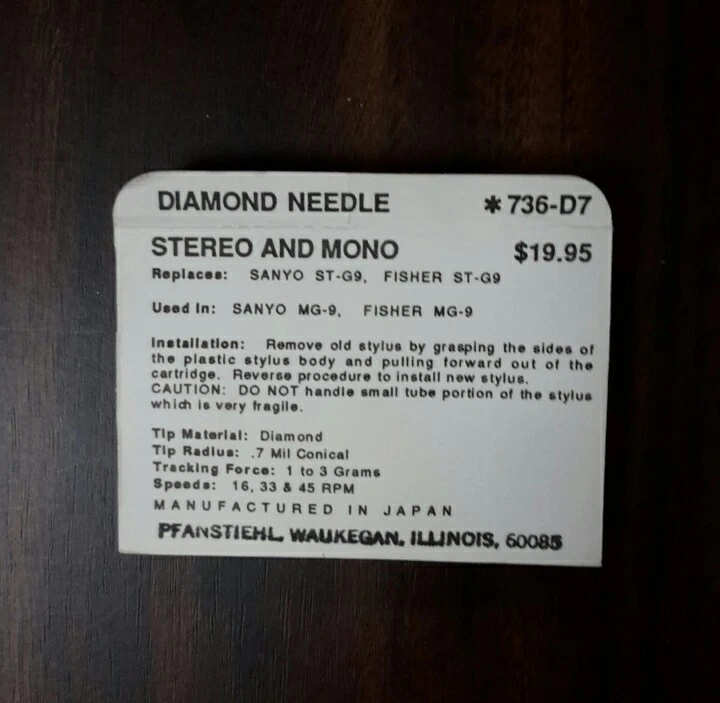 DIAMOND NEEDLE *736-D7
STEREO AND MONO $19.95
Replaces: SANYO ST-G9, FISHER ST-G9
Used In: SANYO MG-9, FISHER MG-9
Installation: Remove old stylus by grasping the sides of
the plastic stylus body and pulling forward out of the
cartridge. Reverse procedure to install new stylus.
CAUTION: DO NOT handle small tube portion of the stylus
which is very fragile.
Tip Material: Diamond
Tip Radius: .7 Mil Conical
Tracking Force: 1 to 3 Grams
Speeds: 16, 33 & 45 RPM
MANUFACTURED IN JAPAN
PFANSTIEHL, WAUKEGAN, ILLINOIS, 60085